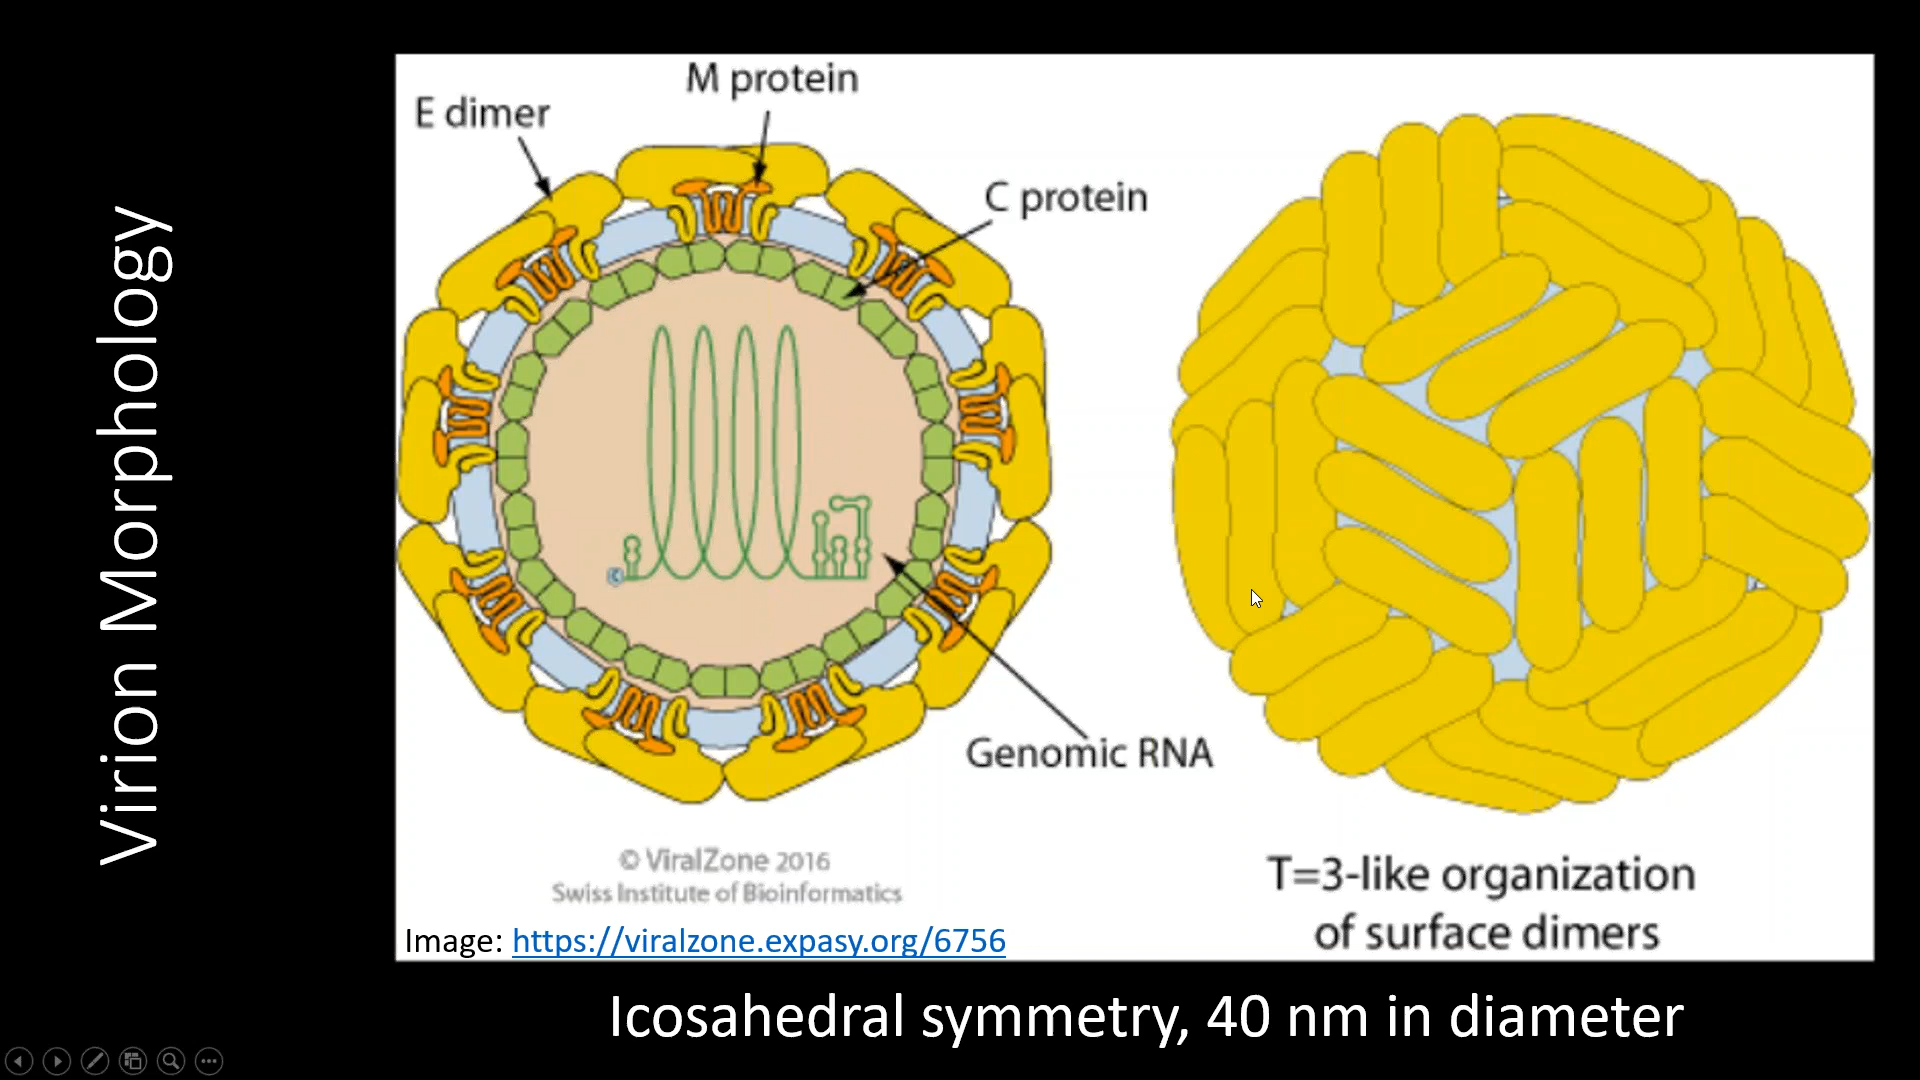 Virion Morphology
E dimer
M protein
C protein
Genomic RNA
© ViralZone 2016
Swiss Institute of Bioinformatics
Image: https://viralzone.expasy.org/6756
T=3-like organization
of surface dimers
Icosahedral symmetry, 40 nm in diameter